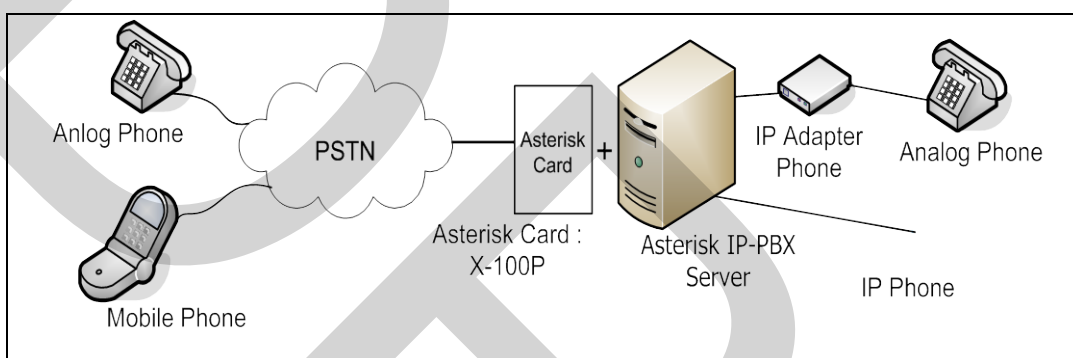 Anlog Phone
PSTN
Mobile Phone
Asterisk
Card
+
Asterisk Card :
X-100P
Asterisk IP-PBX
Server
IP Adapter
Phone
Analog Phone
IP Phone